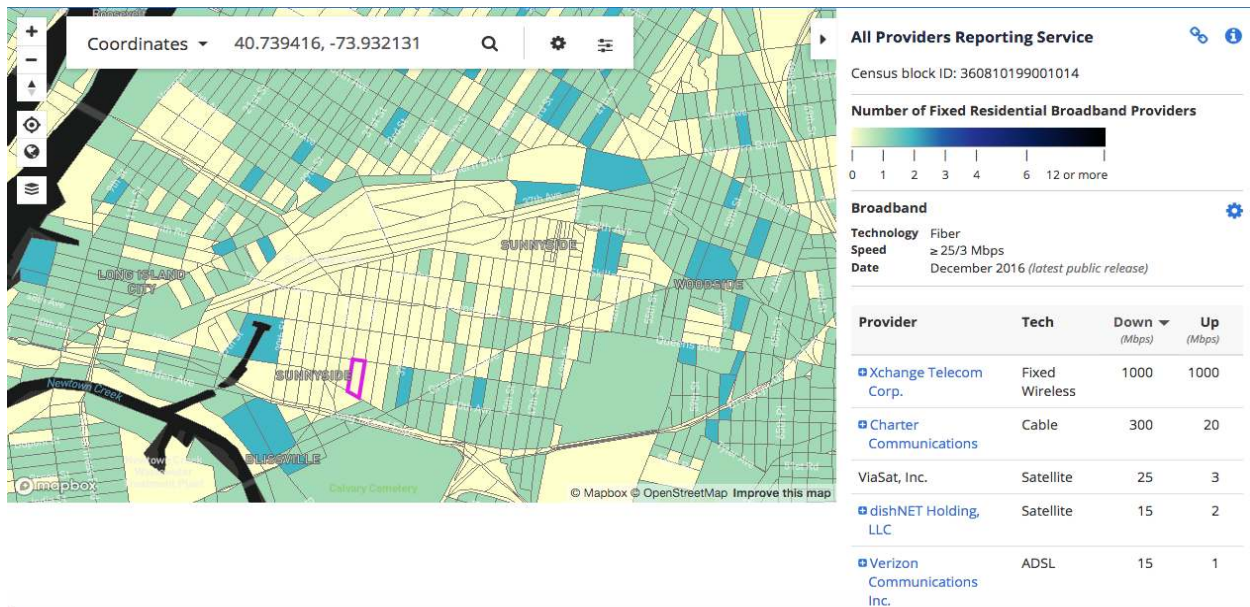 Coordinates
40.739416, -73.932131
27th Ave
SUNNYSIDE
LONG ISLAND
CITY
WOODSIDE
SUNNYSIDE
Newtown Creek
BLISSVILLE
Calvary Cemetery
mapbox
© Mapbox © OpenStreetMap Improve this map
All Providers Reporting Service
Census block ID: 360810199001014
Number of Fixed Residential Broadband Providers
0 1 2 3 4 6 12 or more
Broadband
Technology Fiber
Speed ≥ 25/3 Mbps
Date December 2016 (latest public release)
Provider Tech Down Up
(Mbps) (Mbps)
Xchange Telecom Fixed 1000 1000
Corp. Wireless
Charter Cable 300 20
Communications
ViaSat, Inc. Satellite 25 3
dishNET Holding, Satellite 15 2
LLC
Verizon ADSL 15 1
Communications
Inc.